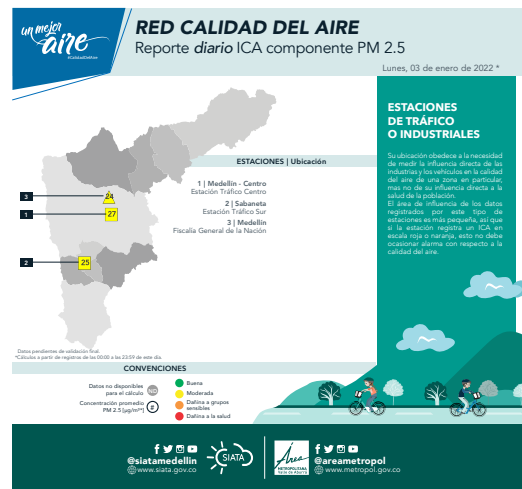 un mejor
aire
#CalidadDelAire
RED CALIDAD DEL AIRE
Reporte diario ICA componente PM 2.5
Lunes, 03 de enero de 2022 *
ESTACIONES | Ubicación
1 | Medellín - Centro
Estación Tráfico Centro
2 | Sabaneta
Estación Tráfico Sur
3 | Medellín
Fiscalía General de la Nación
3
24
1
27
2
25
ESTACIONES
DE TRÁFICO
O INDUSTRIALES
Su ubicación obedece a la necesidad
de medir la influencia directa de las
industrias y los vehículos en la calidad
del aire de una zona en particular,
mas no de su influencia directa a la
salud de la población.
El área de influencia de los datos
registrados por este tipo de
estaciones es más pequeña, así que
si la estación registra un ICA en
escala roja o naranja, esto no debe
ocasionar alarma con respecto a la
calidad del aire.
Datos pendientes de validación final.
*Cálculos a partir de registros de las 00:00 a las 23:59 de este día.
CONVENCIONES
Datos no disponibles
para el cálculo
ND
Concentración promedio
PM 2.5 [µg/m³*]
#
Buena
Moderada
Dañina a grupos
sensibles
Dañina a la salud
@siatamedellin
www.siata.gov.co
SIATA
Área
METROPOLITANA
Valle de Aburrá
@areametropol
www.metropol.gov.co